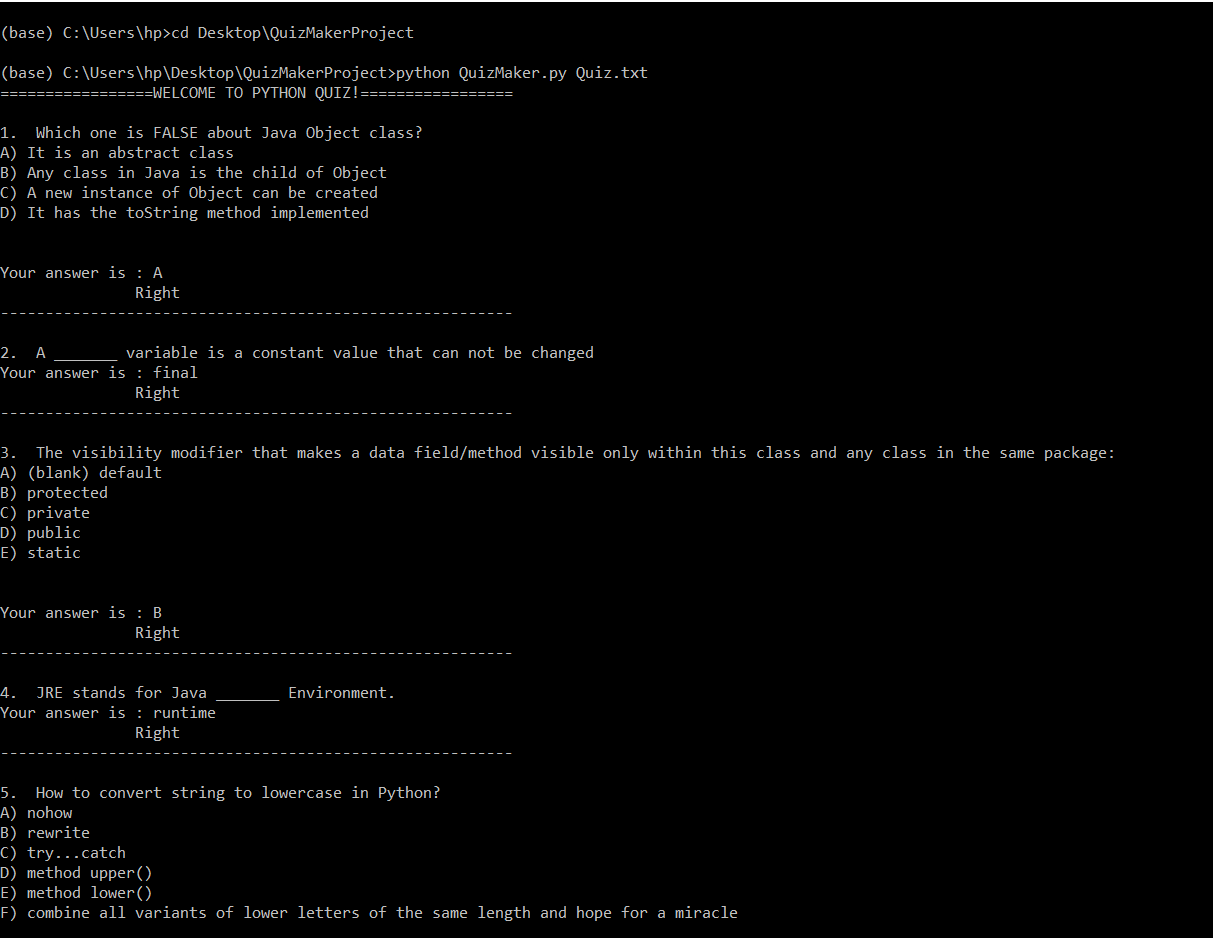 (base) C:\Users\hp>cd Desktop\QuizMakerProject
(base) C:\Users\hp\Desktop\QuizMakerProject>python QuizMaker.py Quiz.txt
=================WELCOME TO PYTHON QUIZ!=================
1.  Which one is FALSE about Java Object class?
A) It is an abstract class
B) Any class in Java is the child of Object
C) A new instance of Object can be created
D) It has the toString method implemented
Your answer is : A
Right
---------------------------------------------------------
2.  A _______ variable is a constant value that can not be changed
Your answer is : final
Right
---------------------------------------------------------
3.  The visibility modifier that makes a data field/method visible only within this class and any class in the same package:
A) (blank) default
B) protected
C) private
D) public
E) static
Your answer is : B
Right
---------------------------------------------------------
4.  JRE stands for Java _______ Environment.
Your answer is : runtime
Right
---------------------------------------------------------
5.  How to convert string to lowercase in Python?
A) nohow
B) rewrite
C) try...catch
D) method upper()
E) method lower()
F) combine all variants of lower letters of the same length and hope for a miracle